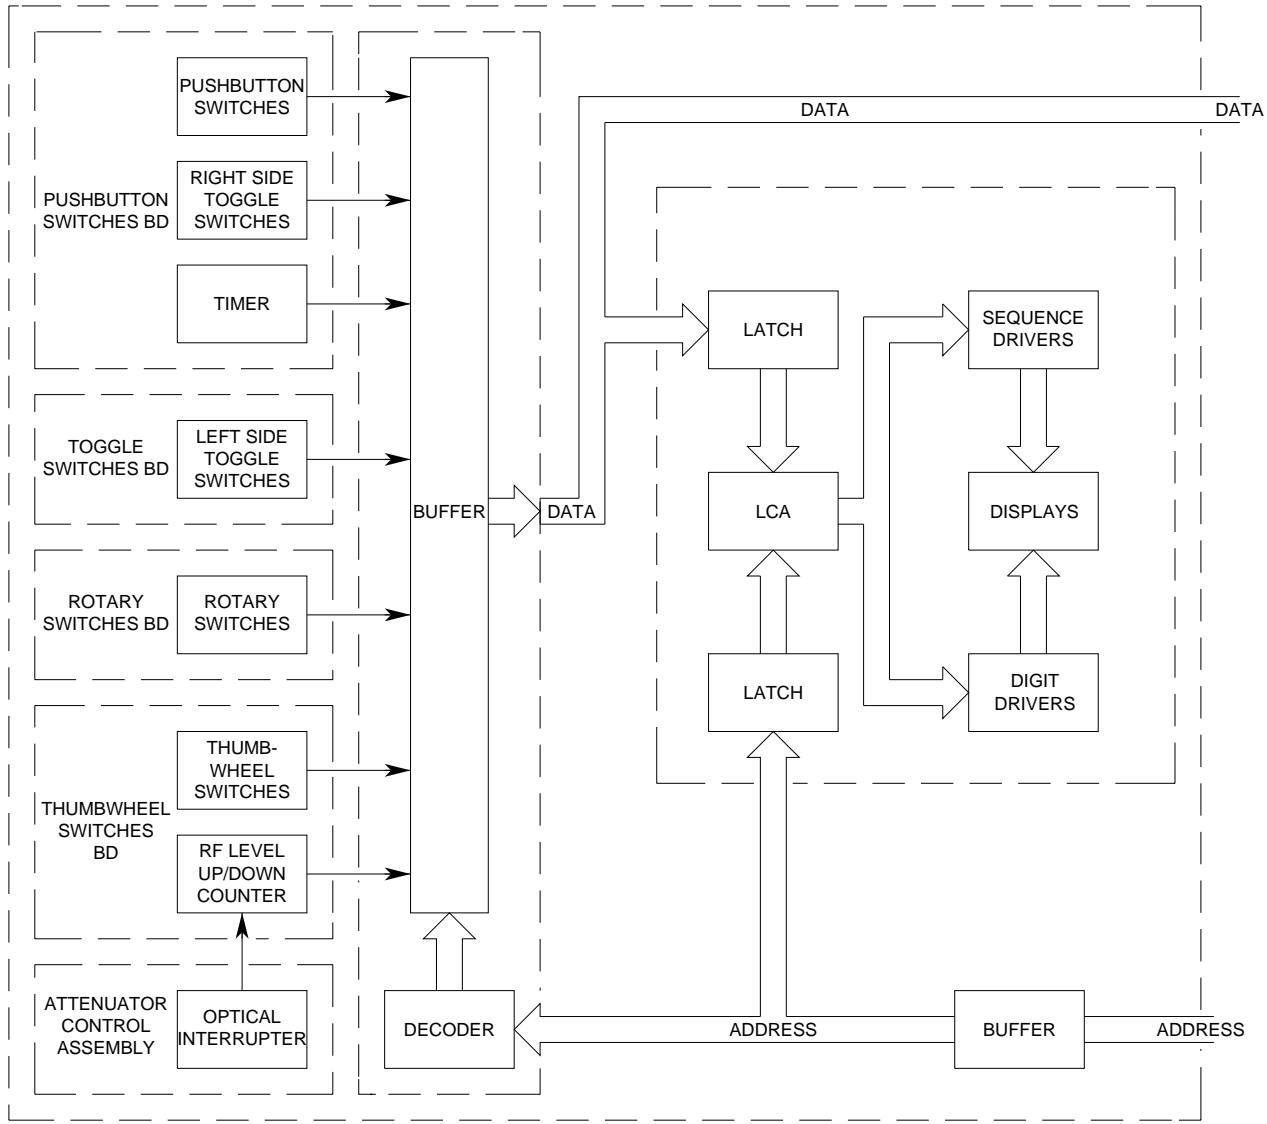 PUSHBUTTON
SWITCHES
DATA
DATA
RIGHT SIDE
TOGGLE
SWITCHES
PUSHBUTTON
SWITCHES BD
TIMER
LATCH
SEQUENCE
DRIVERS
LEFT SIDE
TOGGLE
SWITCHES
TOGGLE
SWITCHES BD
BUFFER
DATA
LCA
DISPLAYS
ROTARY
SWITCHES BD
ROTARY
SWITCHES
LATCH
DIGIT
DRIVERS
THUMB-
WHEEL
SWITCHES
THUMBWHEEL
SWITCHES
BD
RF LEVEL
UP/DOWN
COUNTER
ATTENUATOR
CONTROL
ASSEMBLY
OPTICAL
INTERRUPTER
DECODER
ADDRESS
BUFFER
ADDRESS